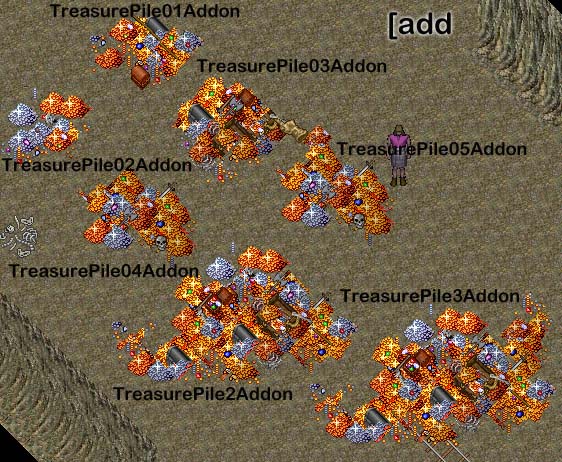 TreasurePile01Addon
[add
TreasurePile03Addon
TreasurePile05Addon
TreasurePile02Addon
TreasurePile04Addon
TreasurePile3Addon
TreasurePile2Addon